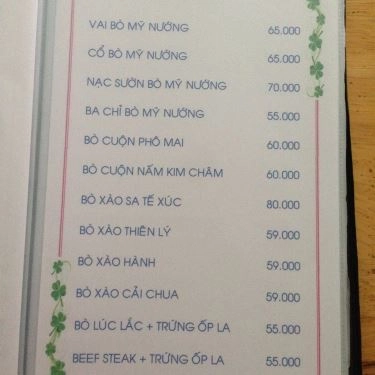 VAI BÒ MỸ NƯỚNG 65.000
CỔ BÒ MỸ NƯỚNG 65.000
NẠC SƯỜN BÒ MỸ NƯỚNG 70.000
BA CHỈ BÒ MỸ NƯỚNG 55.000
BÒ CUỘN PHÔ MAI 60.000
BÒ CUỘN NẤM KIM CHÂM 60.000
BÒ XÀO SA TẾ XÚC 80.000
BÒ XÀO THIÊN LÝ 59.000
BÒ XÀO HÀNH 59.000
BÒ XÀO CẢI CHUA 59.000
BÒ LÚC LẮC + TRỨNG ỐP LA 55.000
BEEF STEAK + TRỨNG ỐP LA 55.000